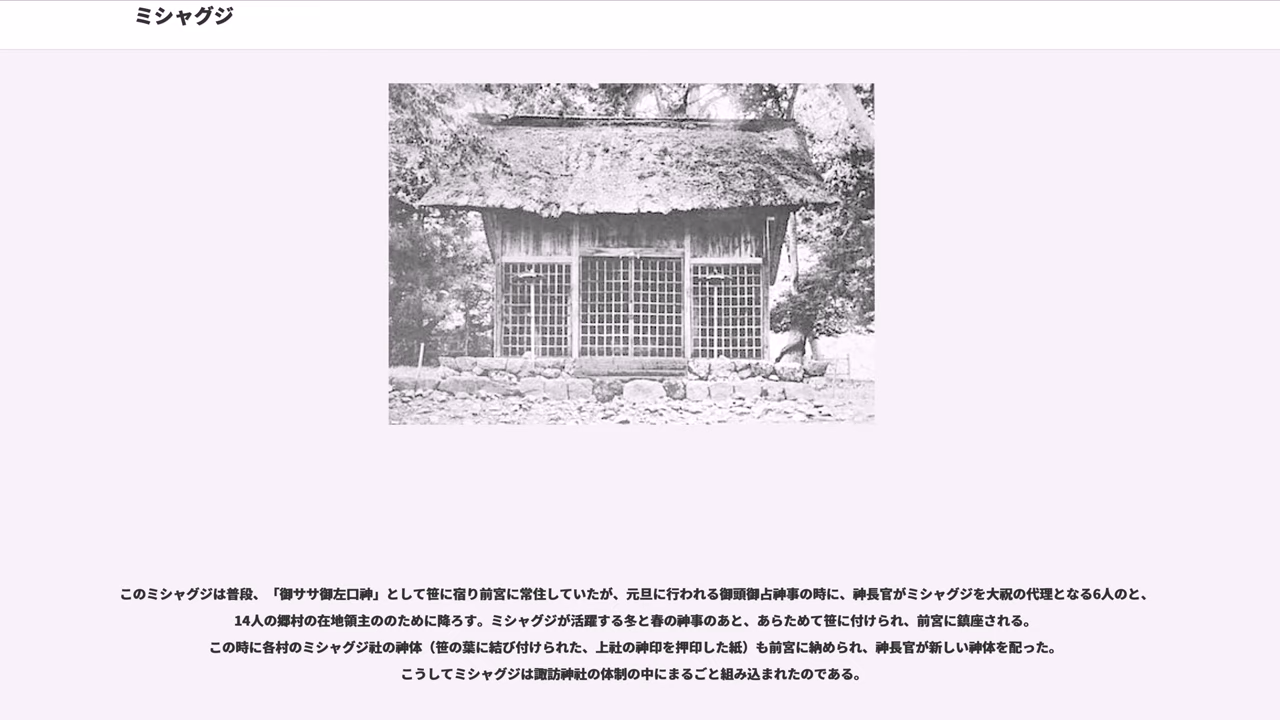 ミシャグジ
このミシャグジは普段、「御ササ御左口神」として笹に宿り前宮に常住していたが、元旦に行われる御頭御占神事の時に、神長官がミシャグジを大祝の代理となる6人のと、
14人の郷村の在地領主ののために降ろす。ミシャグジが活躍する冬と春の神事のあと、あらためて笹に付けられ、前宮に鎮座される。
この時に各村のミシャグジ社の神体（笹の葉に結び付けられた、上社の神印を押印した紙）も前宮に納められ、神長官が新しい神体を配った。
こうしてミシャグジは諏訪神社の体制の中にまるごと組み込まれたのである。